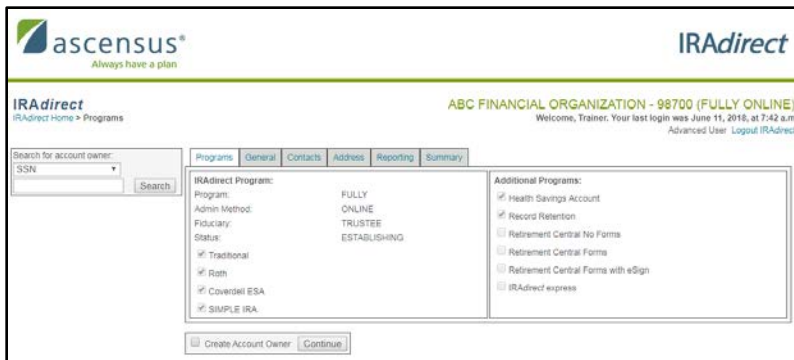 ascensus®
Always have a plan
IRAdirect
IRAdirect
IRAdirect Home > Programs
ABC FINANCIAL ORGANIZATION - 98700 (FULLY ONLINE)
Welcome, Trainer. Your last login was June 11, 2018, at 7:42 a.m
Advanced User Logout IRAdirect
Search for account owner:
SSN
Search
Programs General Contacts Address Reporting Summary
IRAdirect Program:
Program: FULLY
Admin Method: ONLINE
Fiduciary: TRUSTEE
Status: ESTABLISHING
Traditional
Roth
Coverdell ESA
SIMPLE IRA
Additional Programs:
Health Savings Account
Record Retention
Retirement Central No Forms
Retirement Central Forms
Retirement Central Forms with eSign
IRAdirect express
Create Account Owner Continue